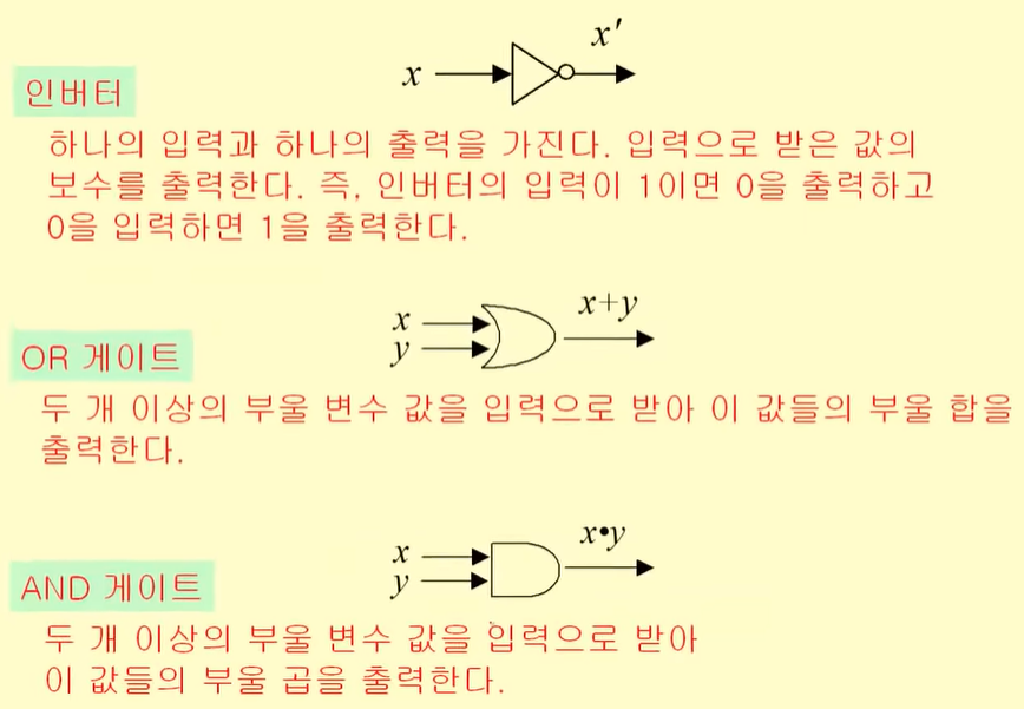 x x′
인버터
하나의 입력과 하나의 출력을 가진다. 입력으로 받은 값의
보수를 출력한다. 즉, 인버터의 입력이 1이면 0을 출력하고
0을 입력하면 1을 출력한다.
x+y
x
y
OR 게이트
두 개 이상의 부울 변수 값을 입력으로 받아 이 값들의 부울 합을
출력한다.
x•y
x
y
AND 게이트
두 개 이상의 부울 변수 값을 입력으로 받아
이 값들의 부울 곱을 출력한다.